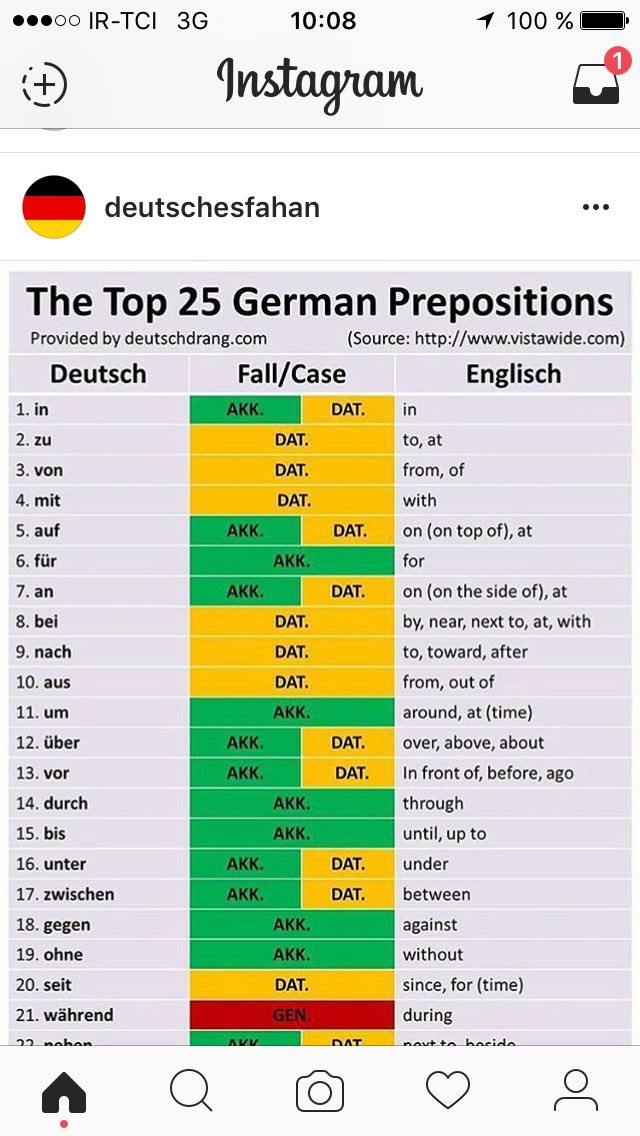 IR-TCI 3G 10:08 100 %
Instagram 1
deutschesfahan
The Top 25 German Prepositions
Provided by deutschdrang.com (Source: http://www.vistawide.com)
Deutsch Fall/Case Englisch
1. in AKK. DAT. in
2. zu DAT. to, at
3. von DAT. from, of
4. mit DAT. with
5. auf AKK. DAT. on (on top of), at
6. für AKK. for
7. an AKK. DAT. on (on the side of), at
8. bei DAT. by, near, next to, at, with
9. nach DAT. to, toward, after
10. aus DAT. from, out of
11. um AKK. around, at (time)
12. über AKK. DAT. over, above, about
13. vor AKK. DAT. In front of, before, ago
14. durch AKK. through
15. bis AKK. until, up to
16. unter AKK. DAT. under
17. zwischen AKK. DAT. between
18. gegen AKK. against
19. ohne AKK. without
20. seit DAT. since, for (time)
21. während GEN. during
22. neben AKK. DAT. next to, beside